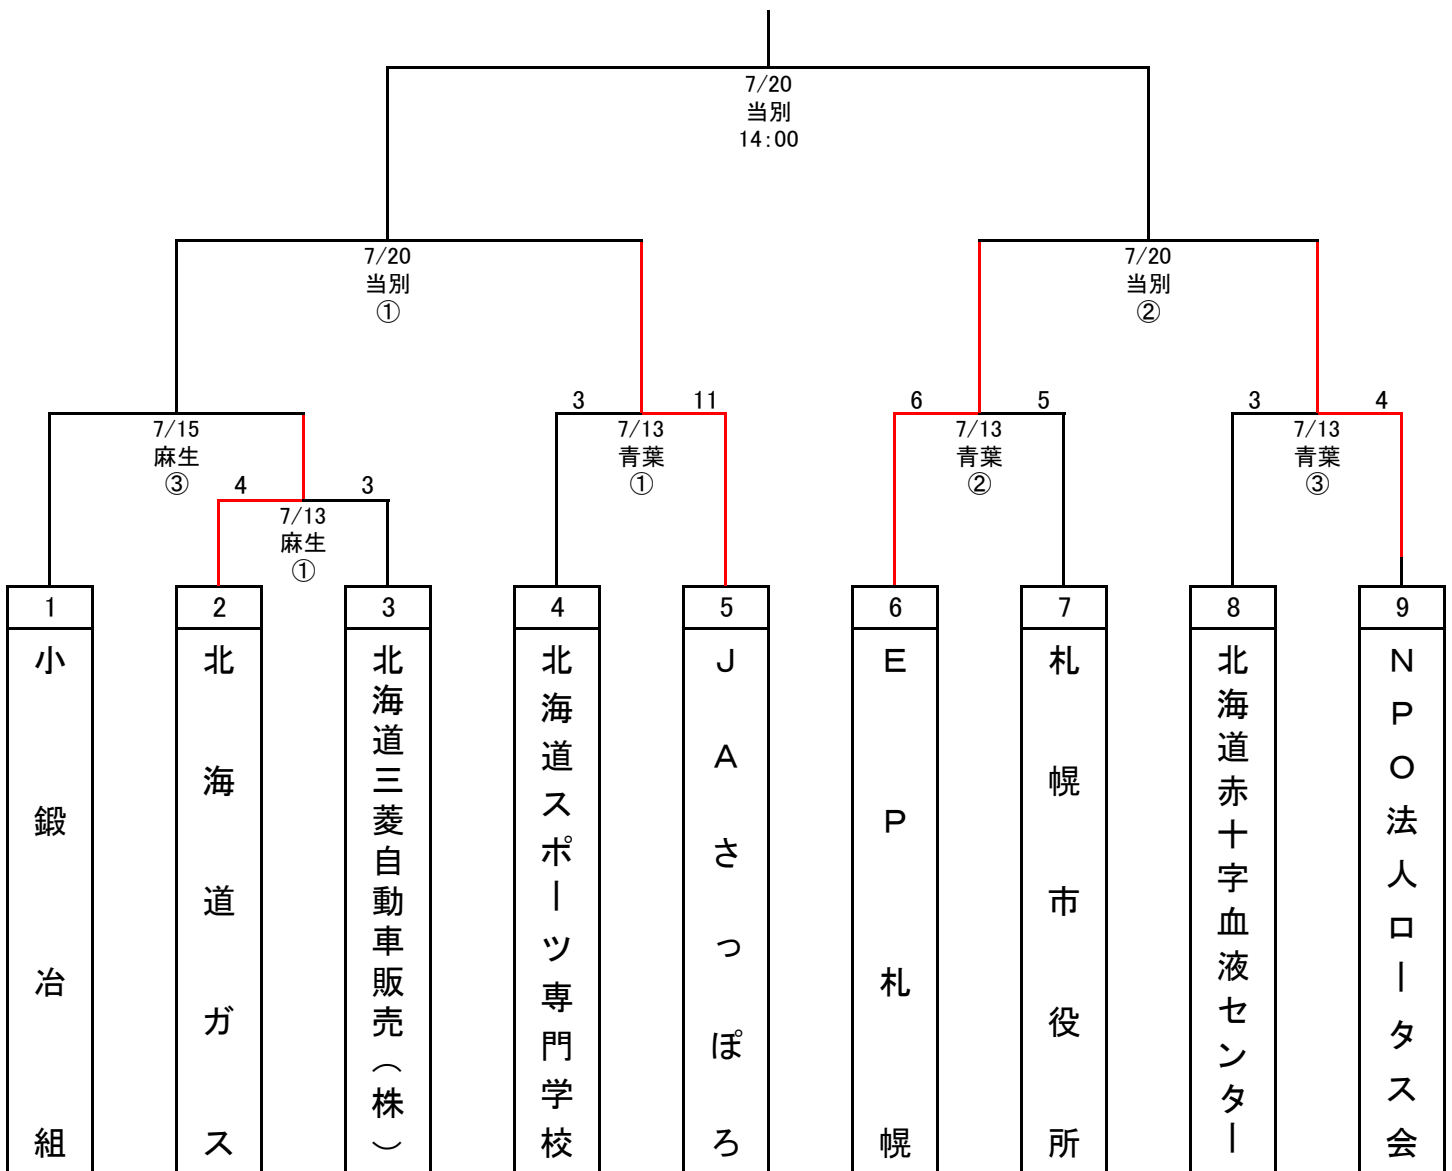 7/20
当別
14:00
7/20
当別
①
7/20
当別
②
3 11
6 5
3 4
7/15
麻生
③
7/13
青葉
①
7/13
青葉
②
7/13
青葉
③
4 3
7/13
麻生
①
1
2
3
4
5
6
7
8
9
小鍛冶組
北海道ガス
北海道三菱自動車販売（株）
北海道スポーツ専門学校
ＪＡさっぽろ
ＥＰ札幌
札幌市役所
北海道赤十字血液センター
ＮＰＯ法人ロータス会